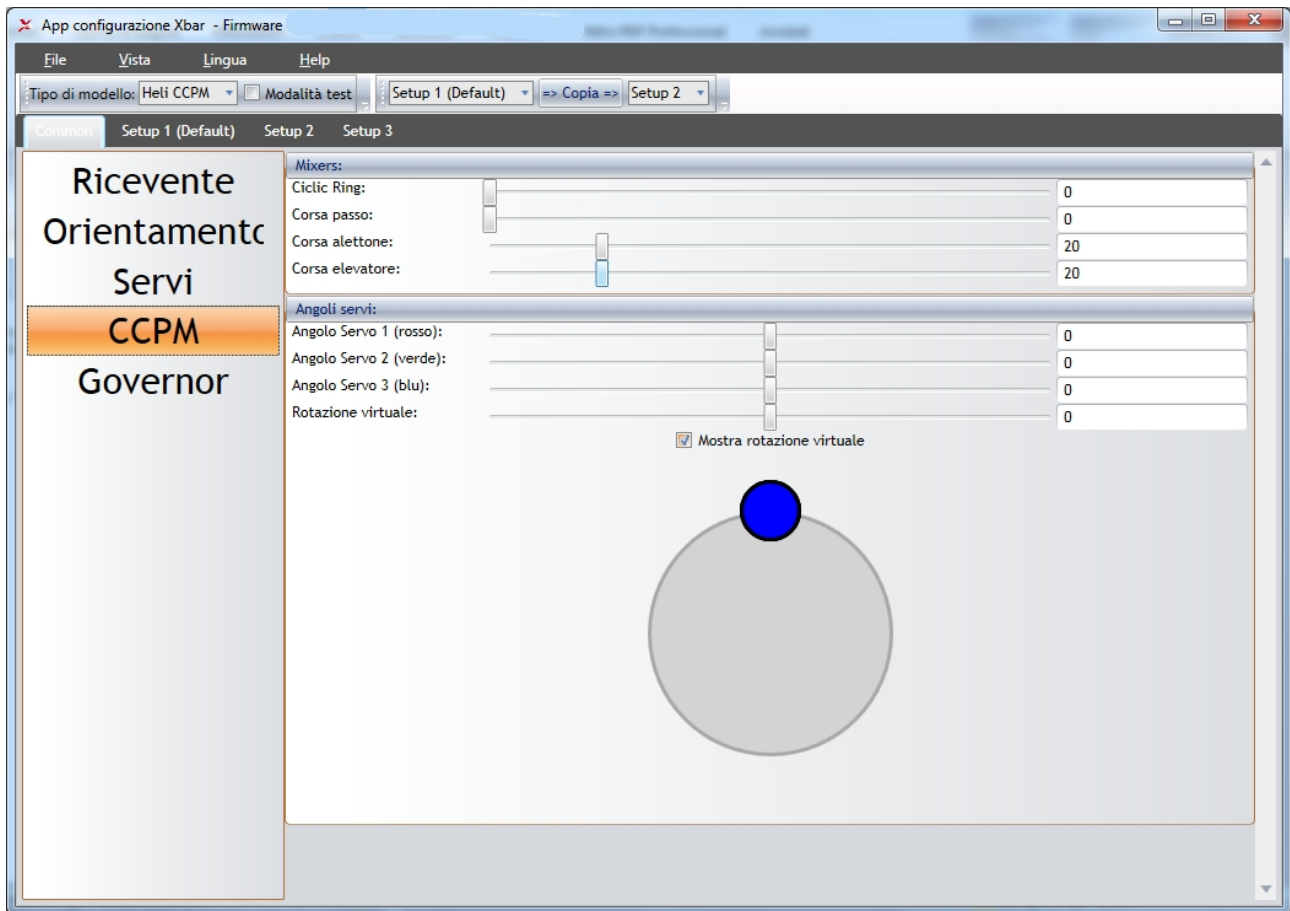 App configurazione Xbar - Firmware
File Vista Lingua Help
Tipo di modello: Heli CCPM Modalità test Setup 1 (Default) => Copia => Setup 2
Common Setup 1 (Default) Setup 2 Setup 3
Ricevente
Orientamento
Servi
CCPM
Governor
Mixers:
Ciclic Ring: 0
Corsa passo: 0
Corsa alettone: 20
Corsa elevatore: 20
Angoli servi:
Angolo Servo 1 (rosso): 0
Angolo Servo 2 (verde): 0
Angolo Servo 3 (blu): 0
Rotazione virtuale: 0
Mostra rotazione virtuale